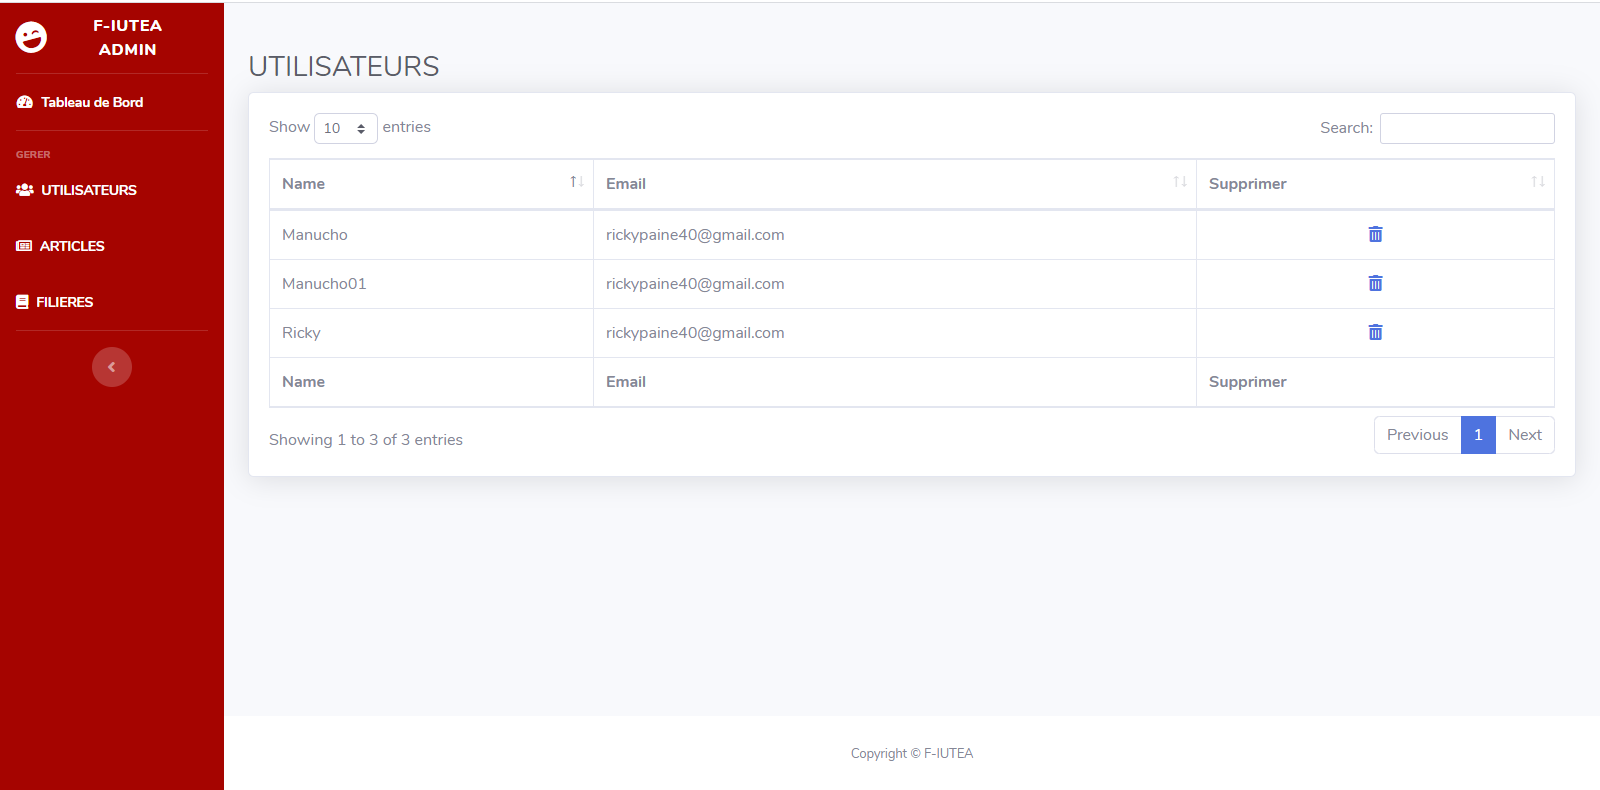 F-IUTEA
ADMIN
Tableau de Bord
GERER
UTILISATEURS
ARTICLES
FILIERES
UTILISATEURS
Show 10 entries
Search:
Name Email Supprimer
Manucho rickypaine40@gmail.com
Manucho01 rickypaine40@gmail.com
Ricky rickypaine40@gmail.com
Name Email Supprimer
Showing 1 to 3 of 3 entries
Previous 1 Next
Copyright © F-IUTEA